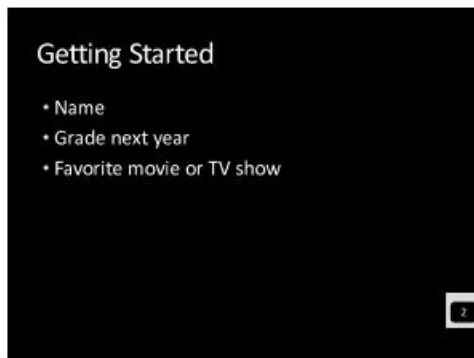 Getting Started
• Name
• Grade next year
• Favorite movie or TV show
2